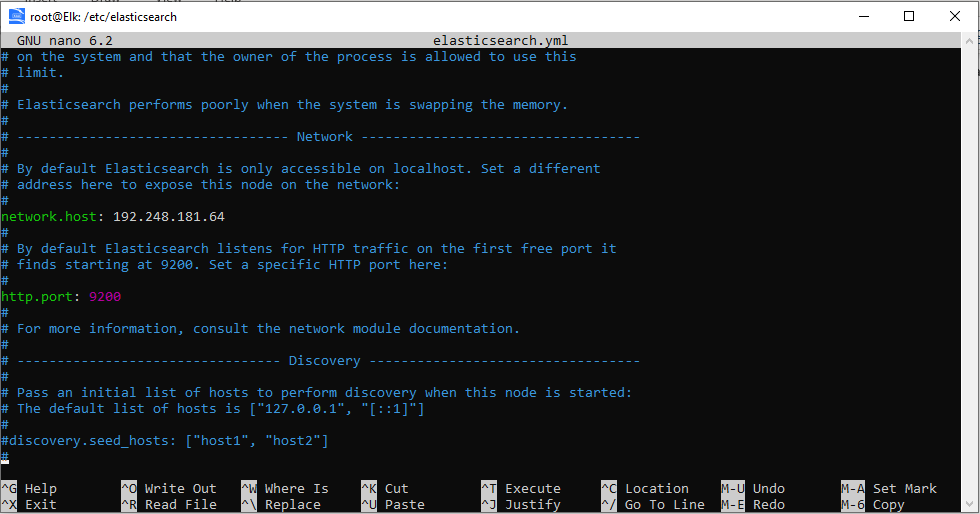 root@Elk: /etc/elasticsearch
GNU nano 6.2 elasticsearch.yml
# on the system and that the owner of the process is allowed to use this
# limit.
#
# Elasticsearch performs poorly when the system is swapping the memory.
#
# ---------------------------------- Network -----------------------------------
#
# By default Elasticsearch is only accessible on localhost. Set a different
# address here to expose this node on the network:
#
network.host: 192.248.181.64
#
# By default Elasticsearch listens for HTTP traffic on the first free port it
# finds starting at 9200. Set a specific HTTP port here:
#
http.port: 9200
#
# For more information, consult the network module documentation.
#
# --------------------------------- Discovery ----------------------------------
#
# Pass an initial list of hosts to perform discovery when this node is started:
# The default list of hosts is ["127.0.0.1", "[::1]"]
#
#discovery.seed_hosts: ["host1", "host2"]
#
^G Help ^O Write Out ^W Where Is ^K Cut ^T Execute ^C Location M-U Undo M-A Set Mark
^X Exit ^R Read File ^\ Replace ^U Paste ^J Justify ^/ Go To Line M-E Redo M-6 Copy